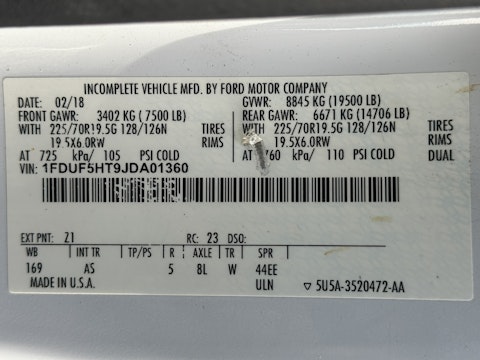 INCOMPLETE VEHICLE MFD. BY FORD MOTOR COMPANY
DATE: 02/18 GVWR: 8845 KG (19500 LB)
FRONT GAWR: 3402 KG ( 7500 LB) REAR GAWR: 6671 KG (14706 LB)
WITH 225/70R19.5G 128/126N TIRES WITH 225/70R19.5G 128/126N TIRES
19.5X6.0RW RIMS 19.5X6.0RW RIMS
AT 725 kPa/ 105 PSI COLD AT 760 kPa/ 110 PSI COLD DUAL
VIN: 1FDUF5HT9JDA01360
EXT PNT: Z1 RC: 23 DSO:
WB INT TR TP/PS R AXLE TR SPR
169 AS 5 8L W 44EE
MADE IN U.S.A. ULN ▽ 5U5A-3520472-AA